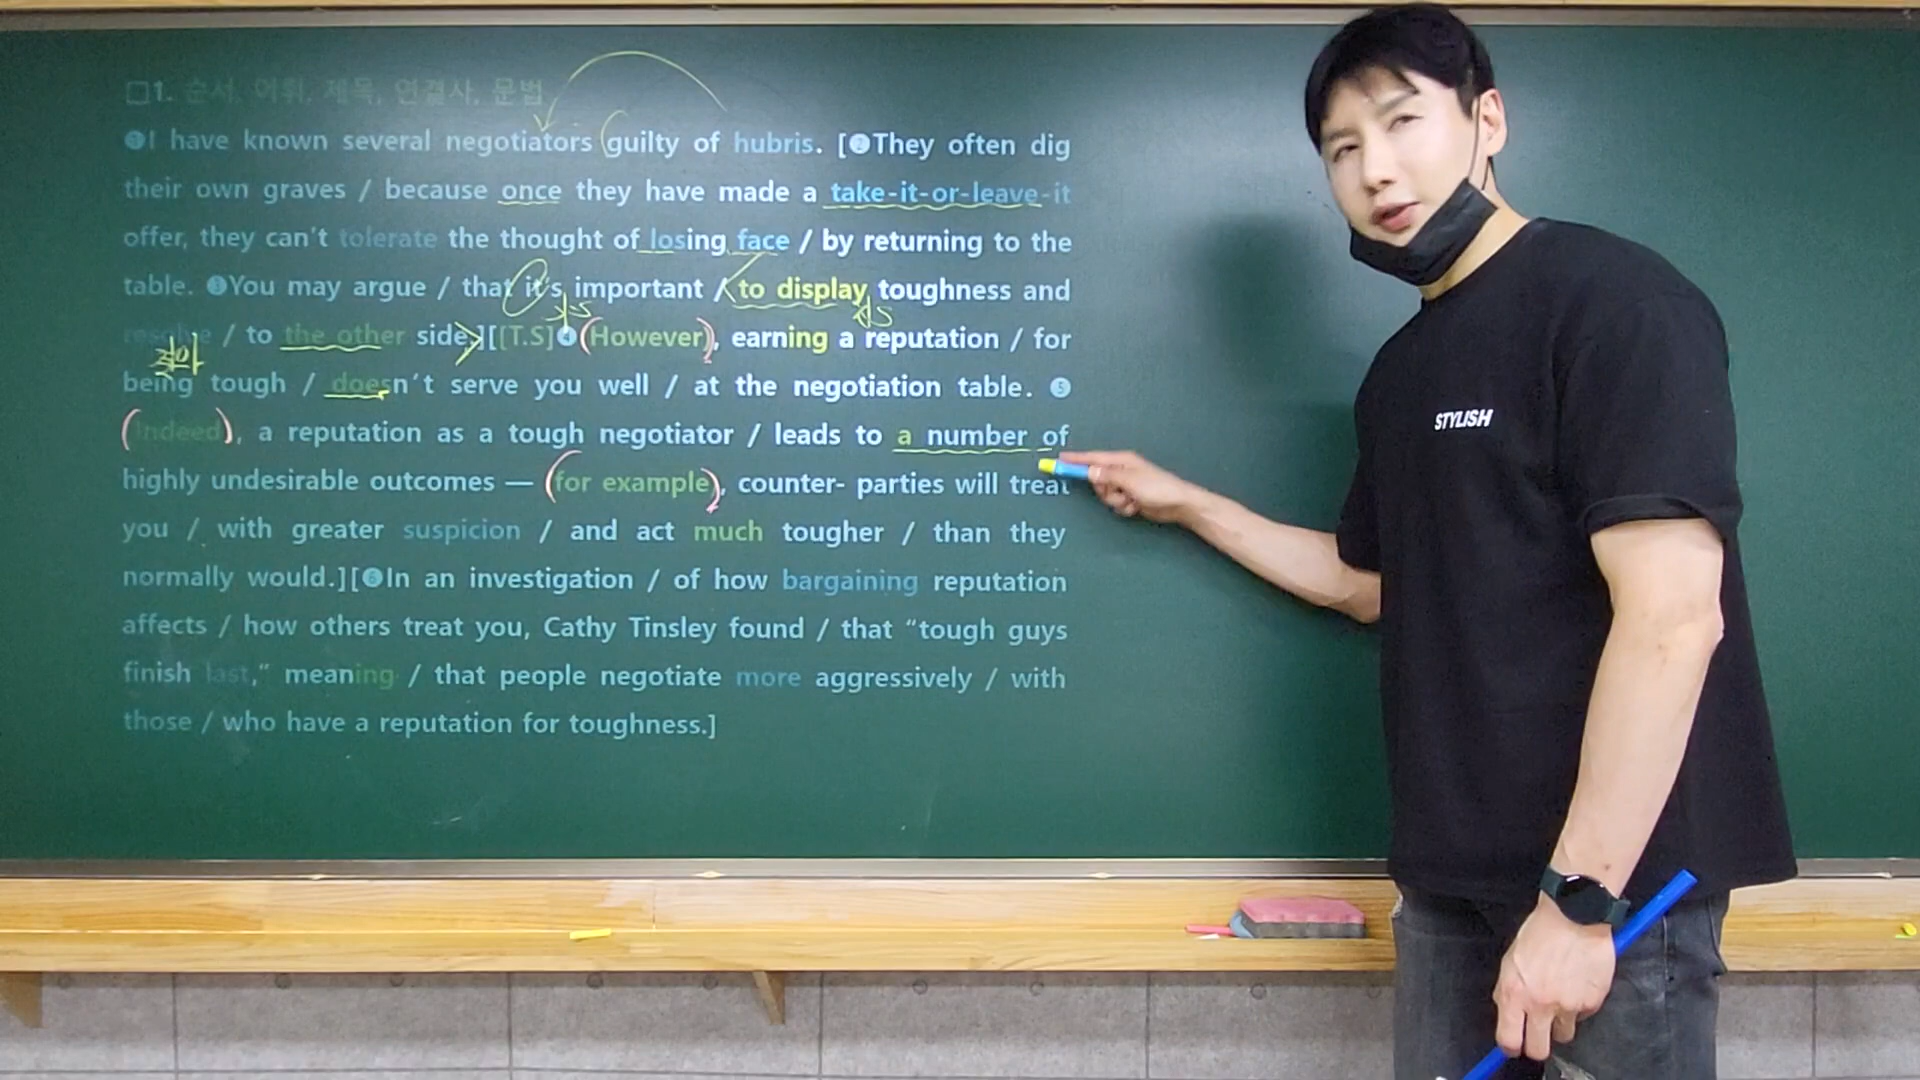 □1. 순서, 어휘, 제목, 연결사, 문법
❶I have known several negotiators guilty of hubris. [❷They often dig
their own graves / because once they have made a take-it-or-leave-it
offer, they can't tolerate the thought of losing face / by returning to the
table. ❸You may argue / that it's important / to display toughness and
resolve / to the other side.][[T.S]❹(However), earning a reputation / for
being tough / doesn't serve you well / at the negotiation table. ❺
(Indeed), a reputation as a tough negotiator / leads to a number of
highly undesirable outcomes — (for example), counter- parties will treat
you / with greater suspicion / and act much tougher / than they
normally would.][❻In an investigation / of how bargaining reputation
affects / how others treat you, Cathy Tinsley found / that “tough guys
finish last,” meaning / that people negotiate more aggressively / with
those / who have a reputation for toughness.]
STYLISH